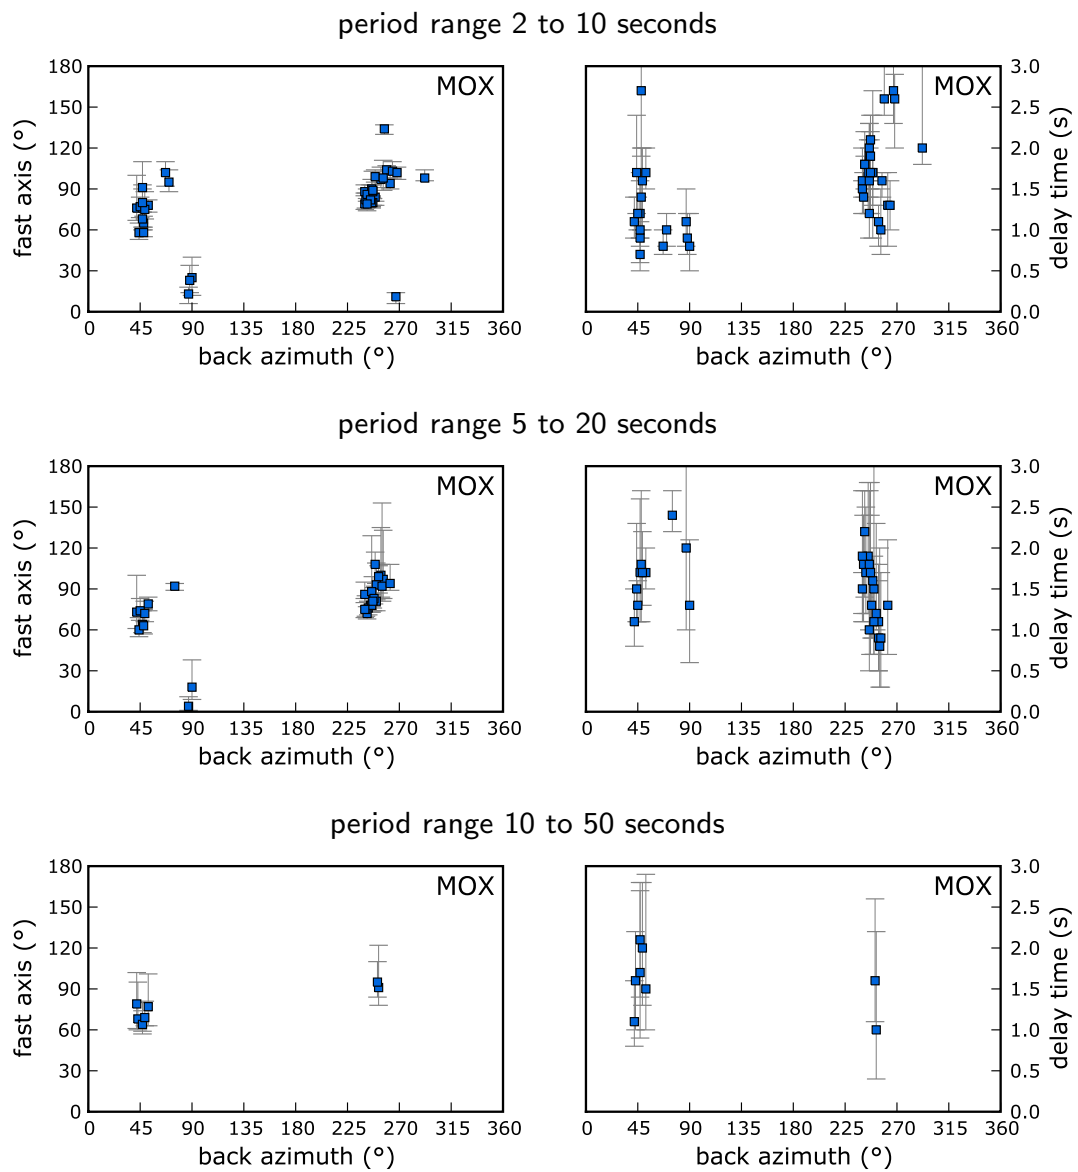 period range 2 to 10 seconds
180
150
120
90
60
30
0
fast axis (°)
MOX
0 45 90 135 180 225 270 315 360
back azimuth (°)
MOX
3.0
2.5
2.0
1.5
1.0
0.5
0.0
delay time (s)
0 45 90 135 180 225 270 315 360
back azimuth (°)
period range 5 to 20 seconds
180
150
120
90
60
30
0
fast axis (°)
MOX
0 45 90 135 180 225 270 315 360
back azimuth (°)
MOX
3.0
2.5
2.0
1.5
1.0
0.5
0.0
delay time (s)
0 45 90 135 180 225 270 315 360
back azimuth (°)
period range 10 to 50 seconds
180
150
120
90
60
30
0
fast axis (°)
MOX
0 45 90 135 180 225 270 315 360
back azimuth (°)
MOX
3.0
2.5
2.0
1.5
1.0
0.5
0.0
delay time (s)
0 45 90 135 180 225 270 315 360
back azimuth (°)